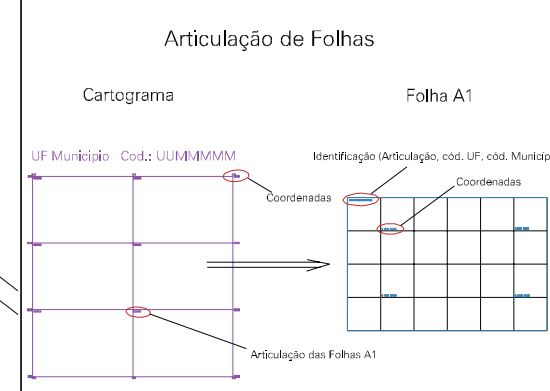 Articulação de Folhas
Cartograma
Folha A1
UF Municipio Cod.: UUMMMMM
Identificação (Articulação, cód. UF, cód. Municíp
Coordenadas
Coordenadas
Articulação das Folhas A1